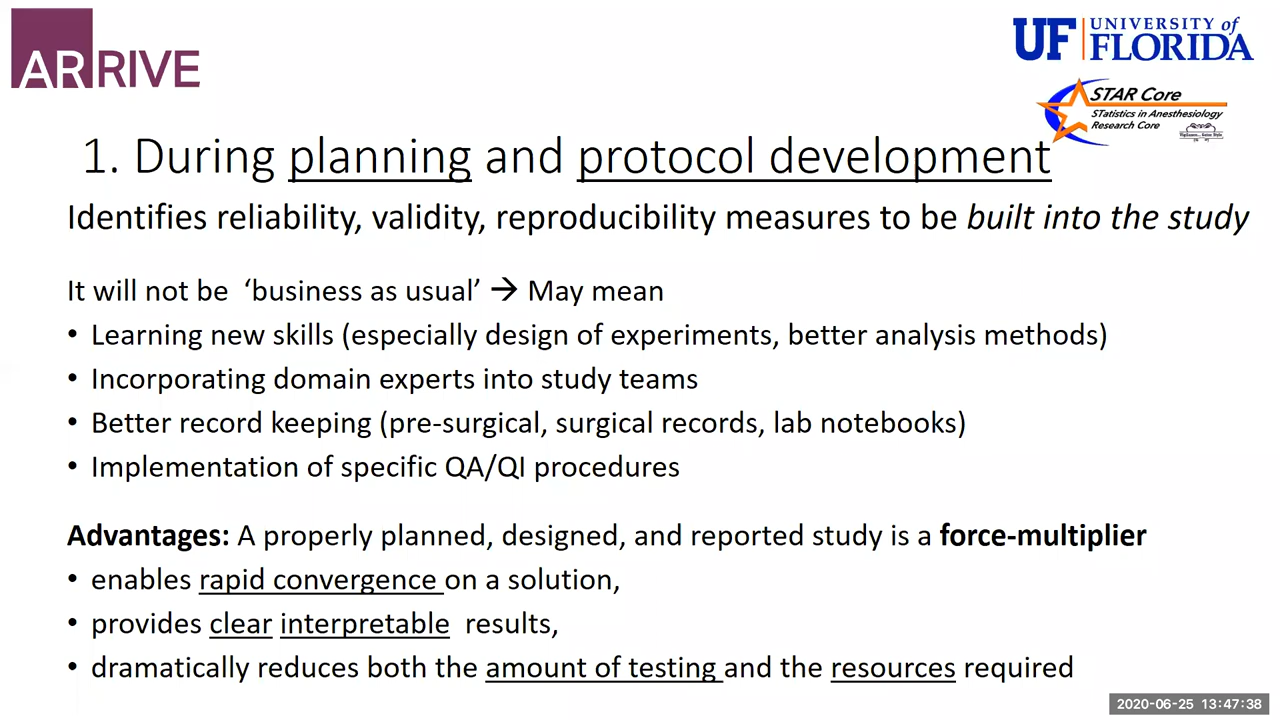 ARRIVE
UF UNIVERSITY of FLORIDA
STAR Core
STatistics in Anesthesiology
Research Core
1. During planning and protocol development
Identifies reliability, validity, reproducibility measures to be built into the study
It will not be ‘business as usual’ → May mean
• Learning new skills (especially design of experiments, better analysis methods)
• Incorporating domain experts into study teams
• Better record keeping (pre-surgical, surgical records, lab notebooks)
• Implementation of specific QA/QI procedures
Advantages: A properly planned, designed, and reported study is a force-multiplier
• enables rapid convergence on a solution,
• provides clear interpretable results,
• dramatically reduces both the amount of testing and the resources required
2020-06-25 13:47:38